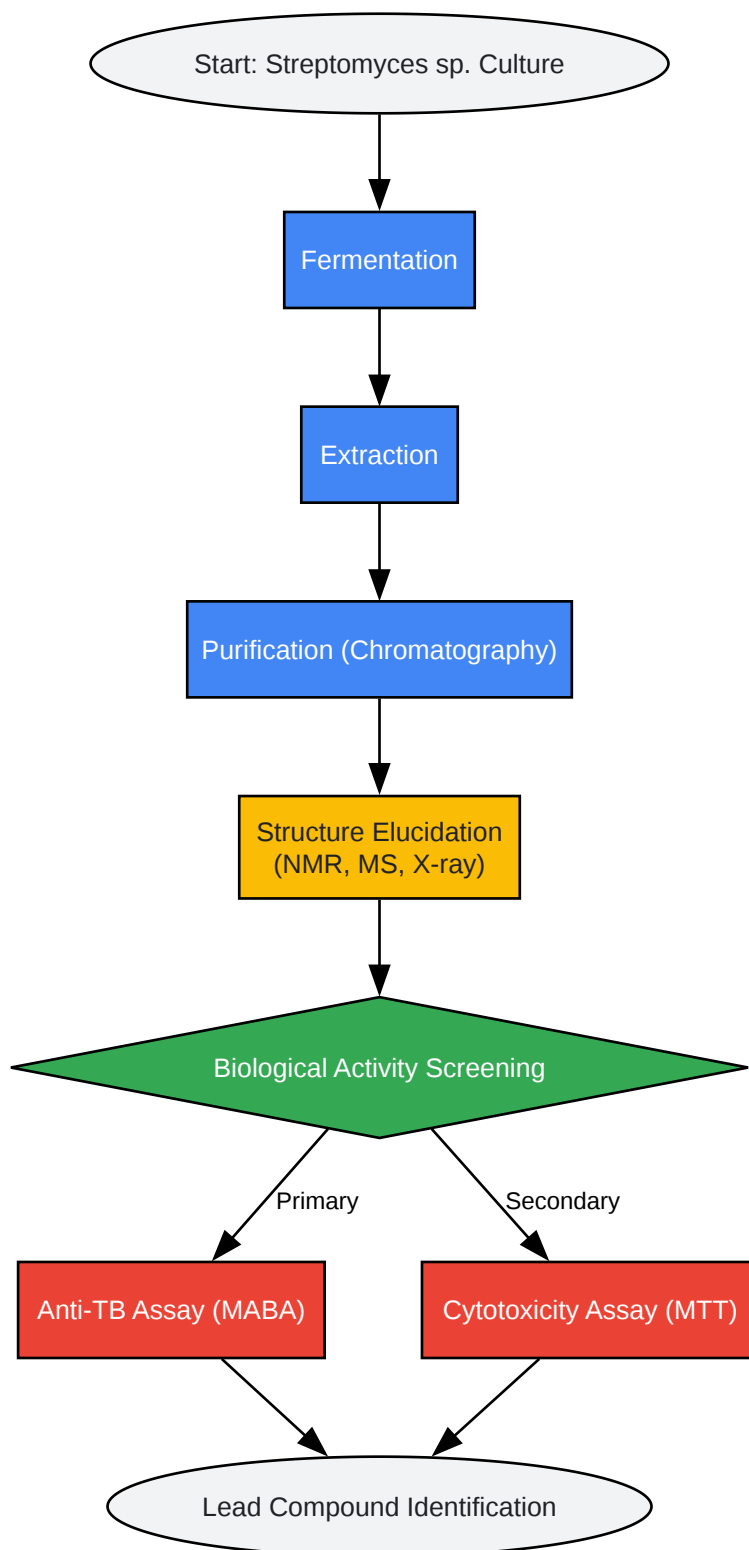 Start: Streptomyces sp. Culture
Fermentation
Extraction
Purification (Chromatography)
Structure Elucidation
(NMR, MS, X-ray)
Biological Activity Screening
Primary
Secondary
Anti-TB Assay (MABA)
Cytotoxicity Assay (MTT)
Lead Compound Identification